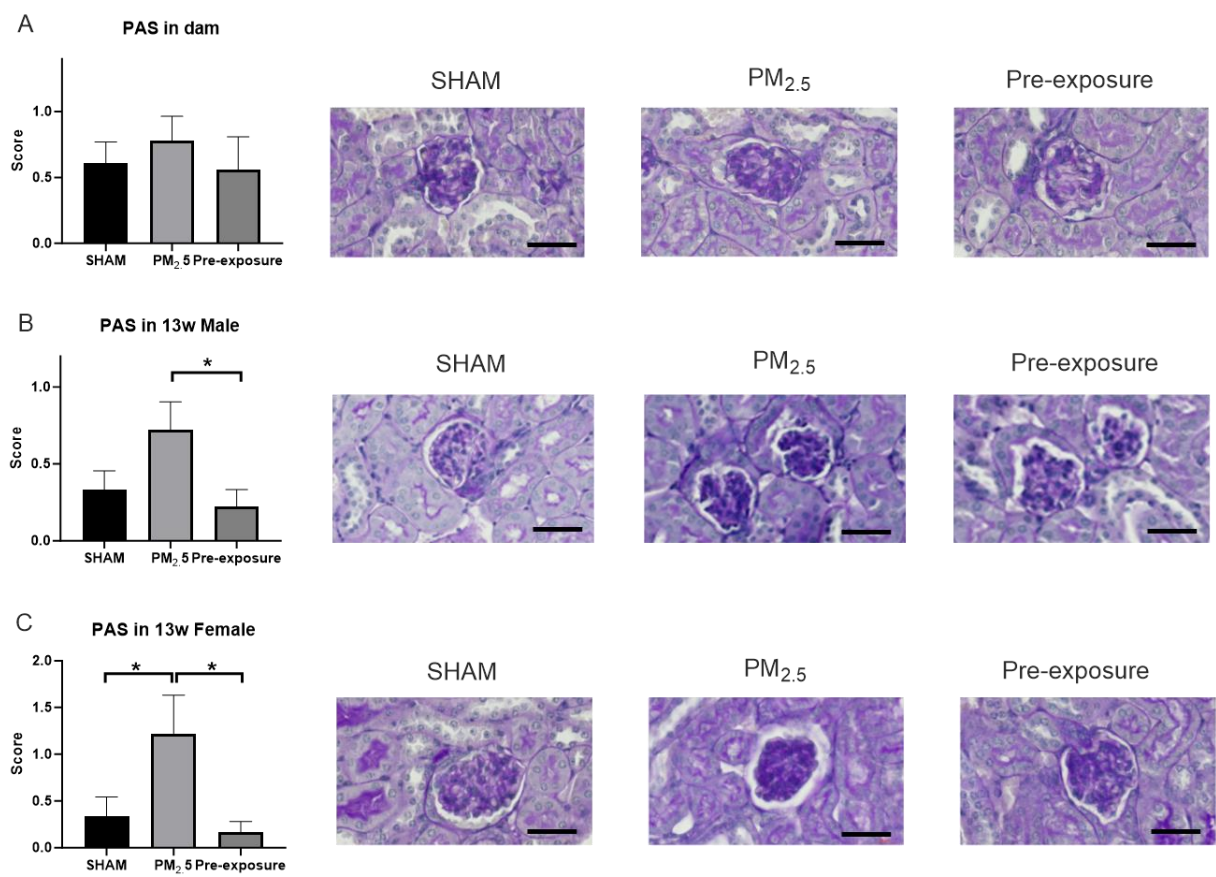 A
PAS in dam
SHAM
PM2.5
Pre-exposure
1.0
0.5
0.0
Score
SHAM PM2.5 Pre-exposure
B
PAS in 13w Male
SHAM
PM2.5
Pre-exposure
*
1.0
0.5
0.0
Score
SHAM PM2.5 Pre-exposure
C
PAS in 13w Female
SHAM
PM2.5
Pre-exposure
2.0
* *
1.5
1.0
0.5
0.0
Score
SHAM PM2.5 Pre-exposure